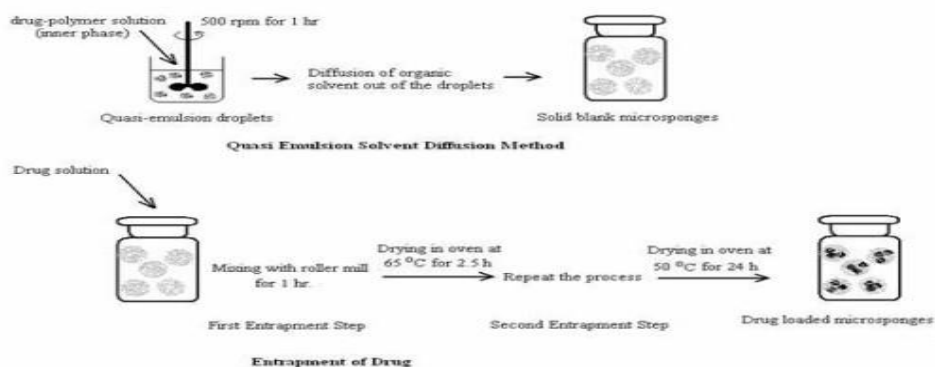 drug-polymer solution
(inner phase)
500 rpm for 1 hr
Diffusion of organic
solvent out of the droplets
Quasi-emulsion droplets
Solid blank microsponges
Quasi Emulsion Solvent Diffusion Method
Drug solution
Mixing with roller mill
for 1 hr.
Drying in oven at
65 ⁰C for 2.5 h
Repeat the process
Drying in oven at
50 ⁰C for 24 h
First Entrapment Step
Second Entrapment Step
Drug loaded microsponges
Entrapment of Drug